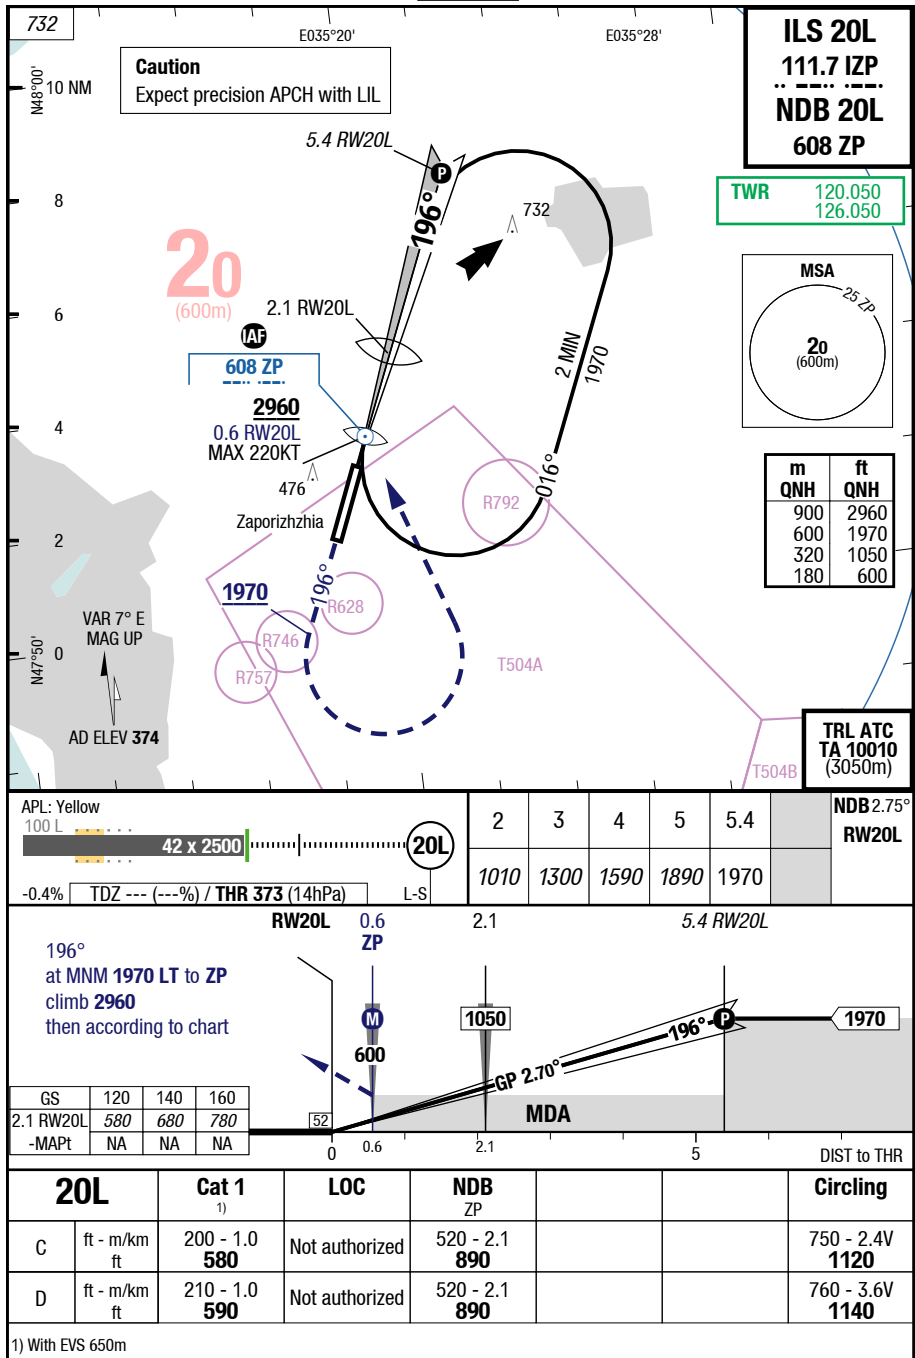 732
E035°20'
E035°28'
ILS 20L
111.7 IZP
NDB 20L
608 ZP
Caution
Expect precision APCH with LIL
N48°00'
10 NM
5.4 RW20L
P
TWR 120.050
126.050
8
196°
732
20
(600m)
MSA
25 ZP
20
(600m)
6
2.1 RW20L
IAF
608 ZP
2 MIN
1970
2960
0.6 RW20L
MAX 220KT
4
476
016°
R792
m ft
QNH QNH
900 2960
600 1970
320 1050
180 600
Zaporizhzhia
2
196°
1970
R628
VAR 7° E
MAG UP
R746
N47°50'
0
R757
T504A
AD ELEV 374
TRL ATC
TA 10010
(3050m)
T504B
APL: Yellow
100 L
42 x 2500
20L
-0.4%
TDZ --- (---%) / THR 373 (14hPa)
L-S
2 3 4 5 5.4 NDB 2.75°
RW20L
1010 1300 1590 1890 1970
RW20L 0.6 2.1 5.4 RW20L
ZP
196°
at MNM 1970 LT to ZP
climb 2960
then according to chart
M
1050
196°
P
1970
600
GP 2.70°
MDA
GS 120 140 160
2.1 RW20L 580 680 780
-MAPt NA NA NA
52
0 0.6 2.1 5 DIST to THR
20L Cat 1 LOC NDB Circling
1) ZP
C ft - m/km 200 - 1.0 Not authorized 520 - 2.1 750 - 2.4V
ft 580 890 1120
D ft - m/km 210 - 1.0 Not authorized 520 - 2.1 760 - 3.6V
ft 590 890 1140
1) With EVS 650m